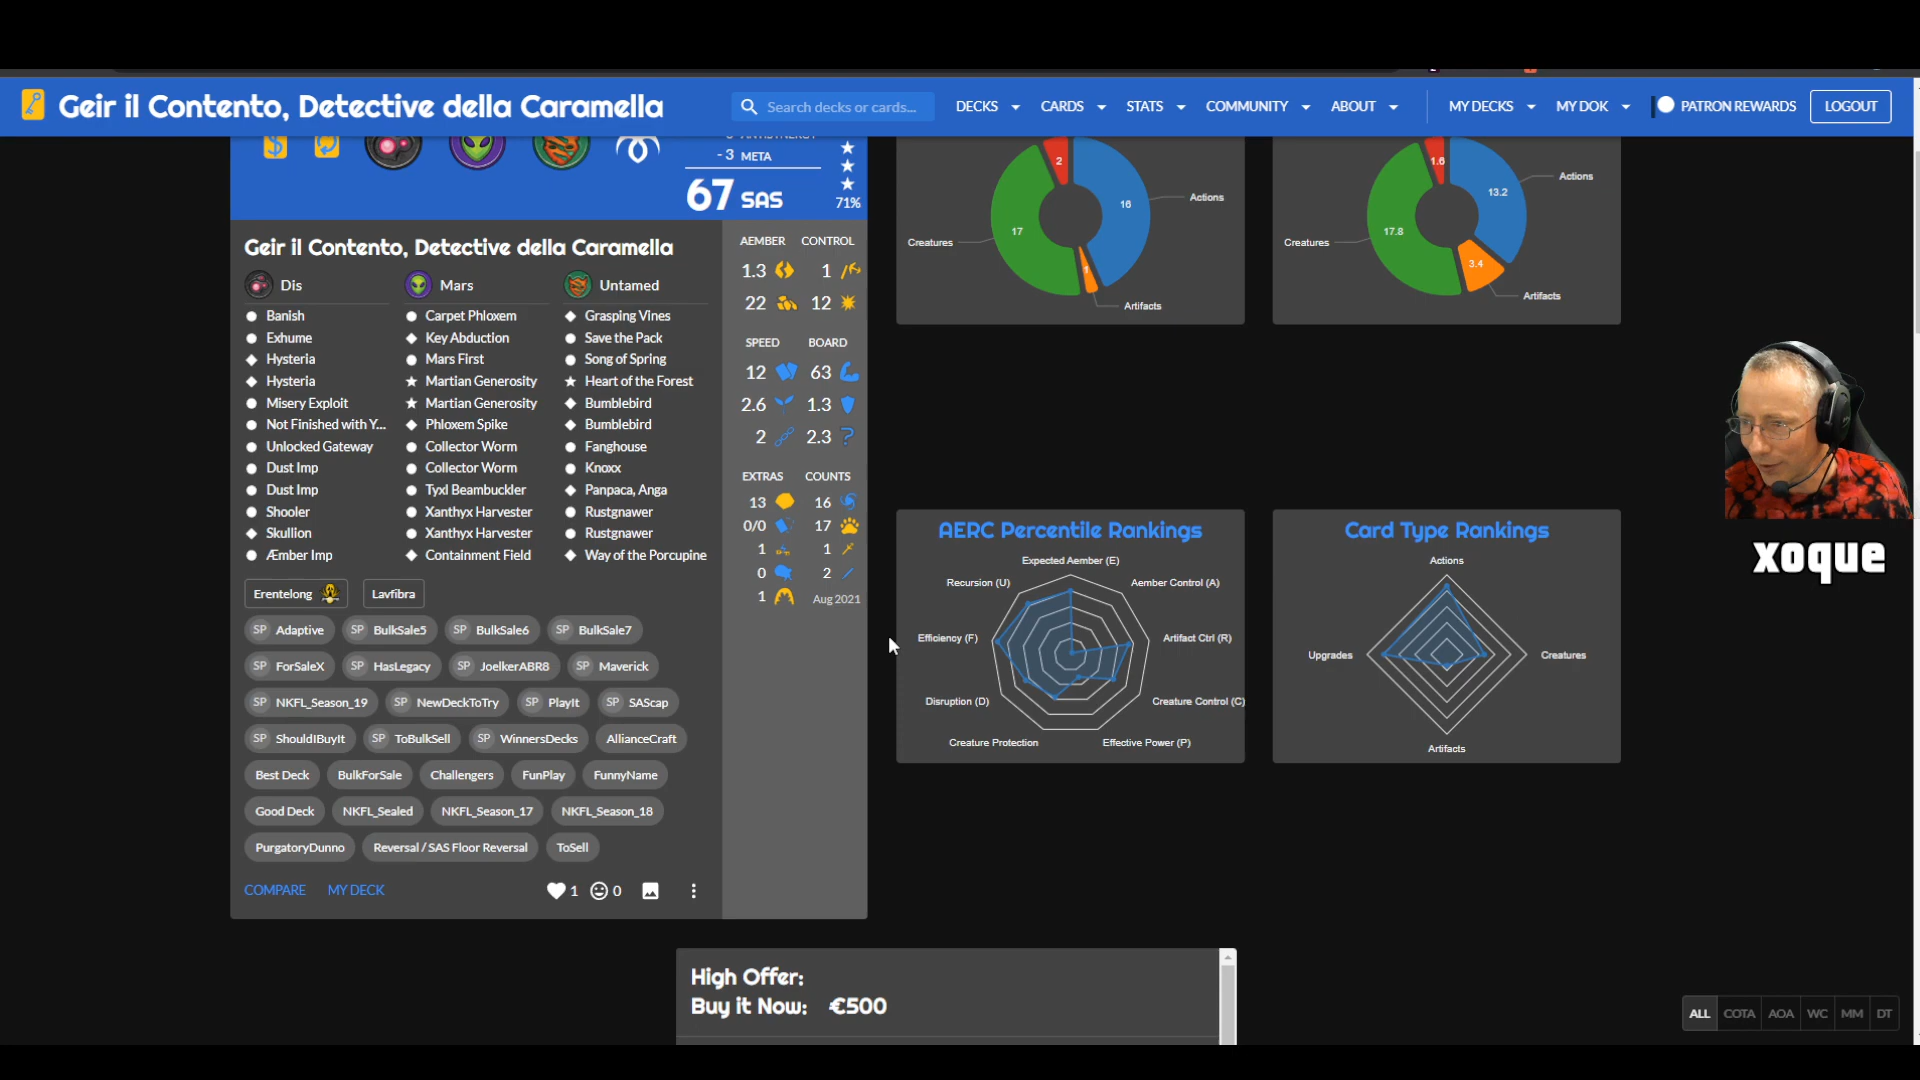 Geir il Contento, Detective della Caramella
Search decks or cards...
DECKS
CARDS
STATS
COMMUNITY
ABOUT
MY DECKS
MY DOK
PATRON REWARDS
LOGOUT
- 3 META
67 SAS
71%
Geir il Contento, Detective della Caramella
Dis
Banish
Exhume
Hysteria
Hysteria
Misery Exploit
Not Finished with Y...
Unlocked Gateway
Dust Imp
Dust Imp
Shooler
Skullion
Æmber Imp
Mars
Carpet Phloxem
Key Abduction
Mars First
Martian Generosity
Martian Generosity
Phloxem Spike
Collector Worm
Collector Worm
Tyxl Beambuckler
Xanthyx Harvester
Xanthyx Harvester
Containment Field
Untamed
Grasping Vines
Save the Pack
Song of Spring
Heart of the Forest
Bumblebird
Bumblebird
Fanghouse
Knoxx
Panpaca, Anga
Rustgnawer
Rustgnawer
Way of the Porcupine
AEMBER CONTROL
1.3 1
22 12
SPEED BOARD
12 63
2.6 1.3
2 2.3 ?
EXTRAS COUNTS
13 16
0/0 17
1 1
0 2
1 Aug 2021
Erentelong Lavfibra
SP Adaptive SP BulkSale5 SP BulkSale6 SP BulkSale7
SP ForSaleX SP HasLegacy SP JoelkerABR8 SP Maverick
SP NKFL_Season_19 SP NewDeckToTry SP PlayIt SP SAScap
SP ShouldIBuyIt SP ToBulkSell SP WinnersDecks AllianceCraft
Best Deck BulkForSale Challengers FunPlay FunnyName
Good Deck NKFL_Sealed NKFL_Season_17 NKFL_Season_18
PurgatoryDunno Reversal / SAS Floor Reversal ToSell
COMPARE MY DECK 1 0
2
16
17
1
Actions
Creatures
Artifacts
1.6
13.2
17.8
3.4
Actions
Creatures
Artifacts
AERC Percentile Rankings
Expected Aember (E)
Recursion (U) Aember Control (A)
Efficiency (F) Artifact Ctrl (R)
Disruption (D) Creature Control (C)
Creature Protection Effective Power (P)
Card Type Rankings
Actions
Upgrades Creatures
Artifacts
xoque
High Offer:
Buy it Now: €500
ALL COTA AOA WC MM DT